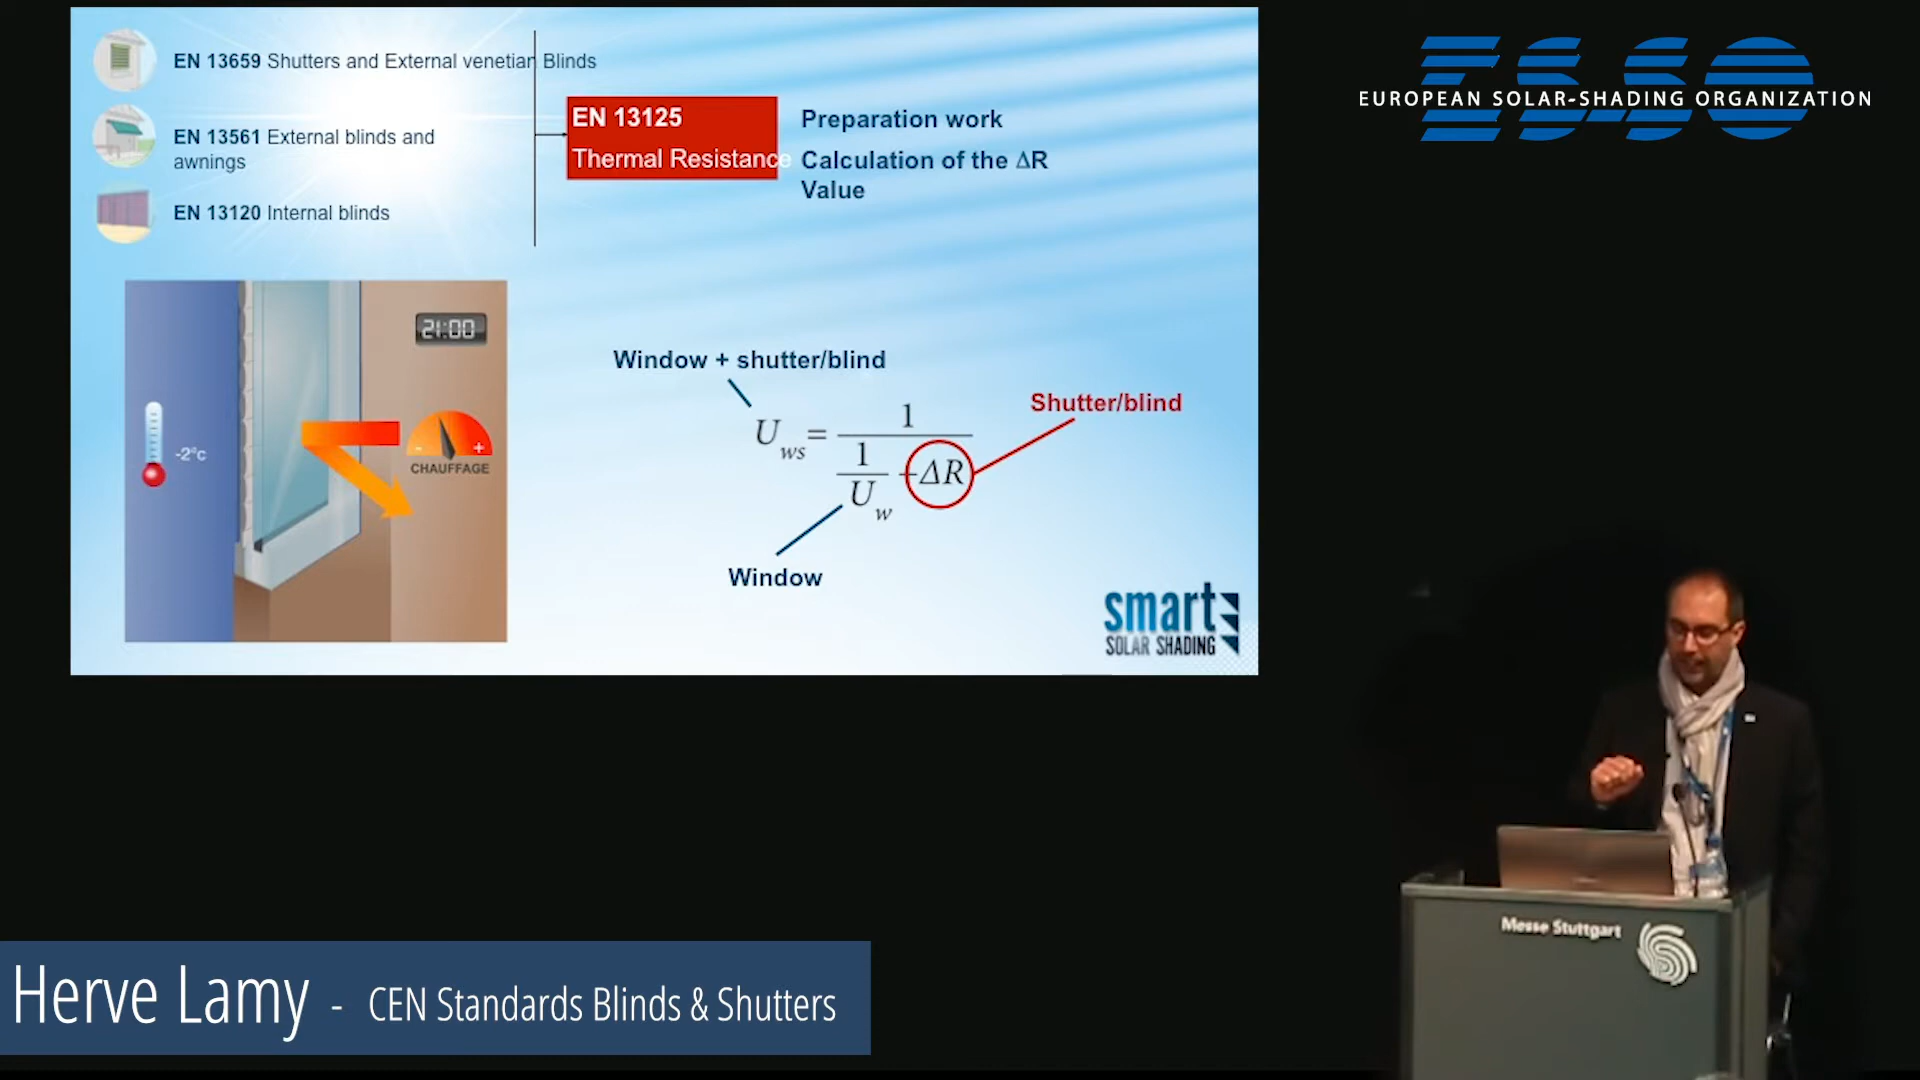 EN 13659 Shutters and External venetian Blinds
EN 13561 External blinds and
awnings
EN 13120 Internal blinds
EN 13125
Thermal Resistance
Preparation work
Calculation of the ΔR
Value
21:00
-2°c
- +
CHAUFFAGE
Window + shutter/blind
Shutter/blind
U_ws = 1 / (1/U_w + ΔR)
Window
smart
SOLAR SHADING
ESSO
EUROPEAN SOLAR-SHADING ORGANIZATION
Messe Stuttgart
Herve Lamy - CEN Standards Blinds & Shutters